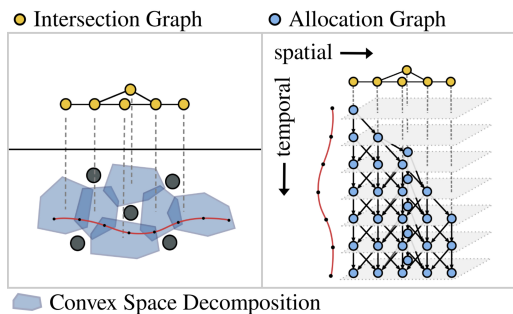 Intersection Graph
Allocation Graph
spatial
temporal
Convex Space Decomposition